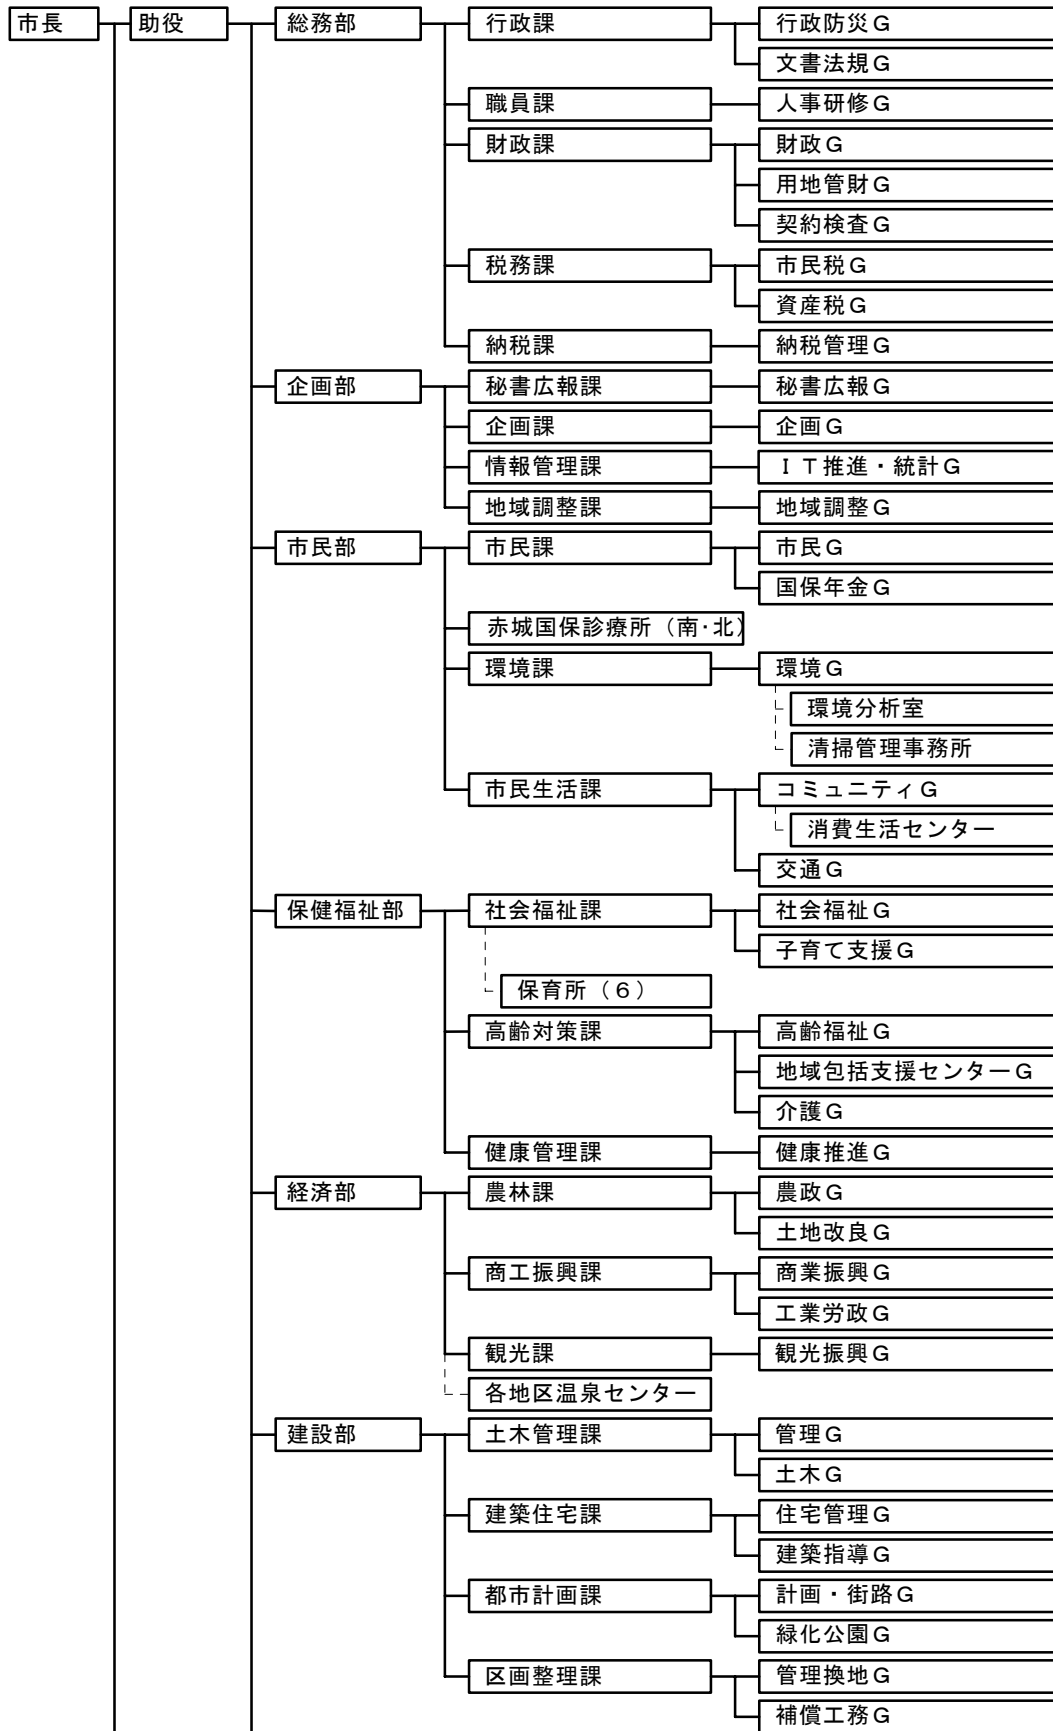 市長 助役 総務部 行政課 行政防災Ｇ
文書法規Ｇ
職員課 人事研修Ｇ
財政課 財政Ｇ
用地管財Ｇ
契約検査Ｇ
税務課 市民税Ｇ
資産税Ｇ
納税課 納税管理Ｇ
企画部 秘書広報課 秘書広報Ｇ
企画課 企画Ｇ
情報管理課 ＩＴ推進・統計Ｇ
地域調整課 地域調整Ｇ
市民部 市民課 市民Ｇ
国保年金Ｇ
赤城国保診療所（南･北）
環境課 環境Ｇ
環境分析室
清掃管理事務所
市民生活課 コミュニティＧ
消費生活センター
交通Ｇ
保健福祉部 社会福祉課 社会福祉Ｇ
子育て支援Ｇ
保育所（６）
高齢対策課 高齢福祉Ｇ
地域包括支援センターＧ
介護Ｇ
健康管理課 健康推進Ｇ
経済部 農林課 農政Ｇ
土地改良Ｇ
商工振興課 商業振興Ｇ
工業労政Ｇ
観光課 観光振興Ｇ
各地区温泉センター
建設部 土木管理課 管理Ｇ
土木Ｇ
建築住宅課 住宅管理Ｇ
建築指導Ｇ
都市計画課 計画・街路Ｇ
緑化公園Ｇ
区画整理課 管理換地Ｇ
補償工務Ｇ